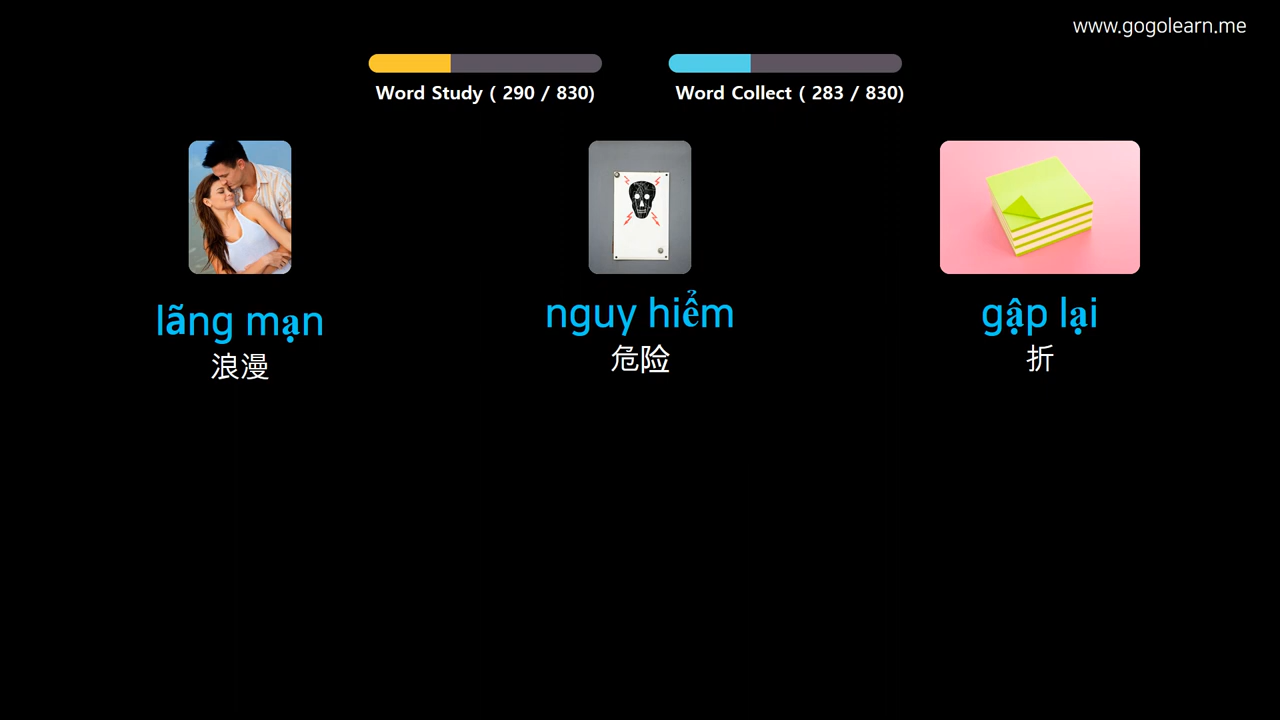 www.gogolearn.me
Word Study ( 290 / 830)
Word Collect ( 283 / 830)
lãng mạn
浪漫
nguy hiểm
危险
gập lại
折